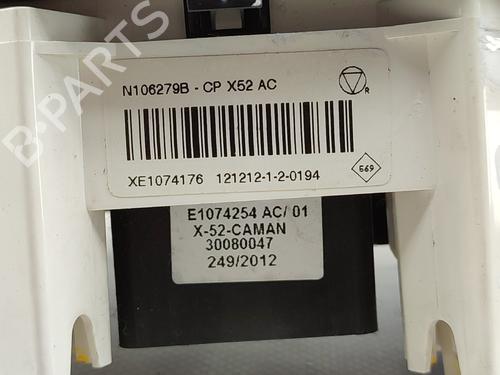 N106279B - CP X52 AC
R
XE1074176 121212-1-2-0194
569
E1074254 AC/ 01
X-52-CAMAN
30080047
249/2012
B-PARTS